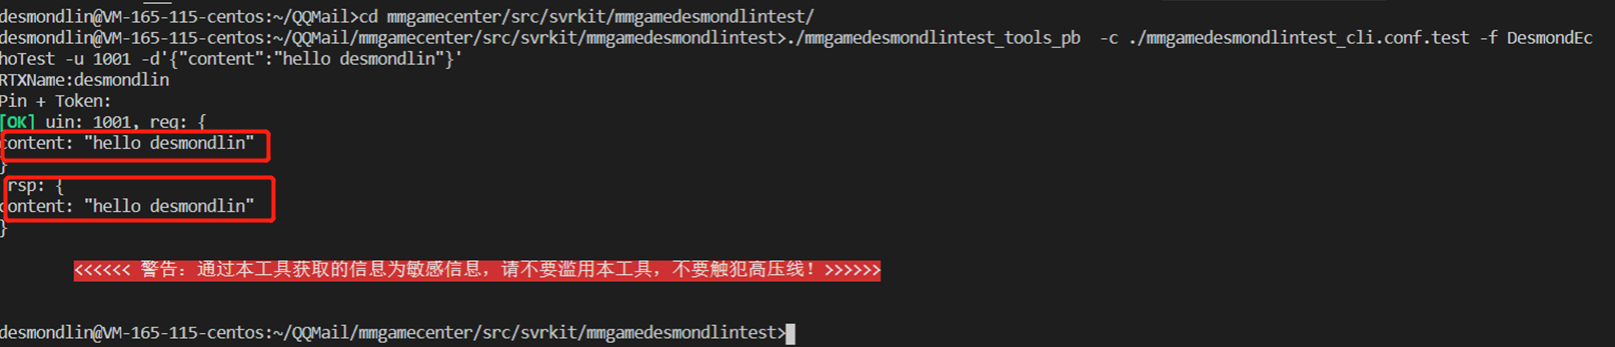 desmondlin@VM-165-115-centos:~/QQMail>cd mmgamecenter/src/svrkit/mmgamedesmondlintest/
desmondlin@VM-165-115-centos:~/QQMail/mmgamecenter/src/svrkit/mmgamedesmondlintest>./mmgamedesmondlintest_tools_pb  -c ./mmgamedesmondlintest_cli.conf.test -f DesmondEc
hoTest -u 1001 -d'{"content":"hello desmondlin"}'
RTXName:desmondlin
Pin + Token:
[OK] uin: 1001, req: {
content: "hello desmondlin"
}
rsp: {
content: "hello desmondlin"
}
<<<<<< 警告：通过本工具获取的信息为敏感信息，请不要滥用本工具，不要触犯高压线！>>>>>>
desmondlin@VM-165-115-centos:~/QQMail/mmgamecenter/src/svrkit/mmgamedesmondlintest>